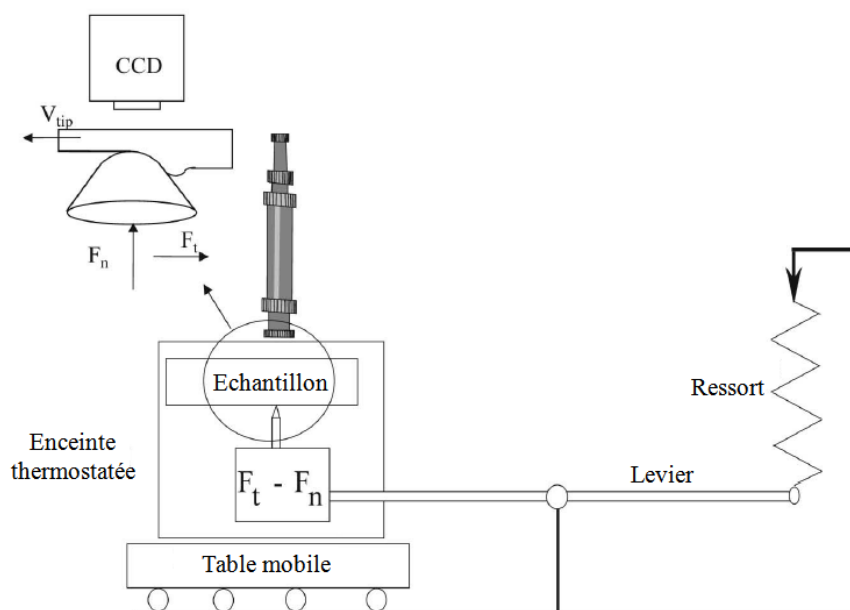 CCD
V_tip
F_n
F_t
Echantillon
Ressort
Enceinte
thermostatée
F_t - F_n
Levier
Table mobile